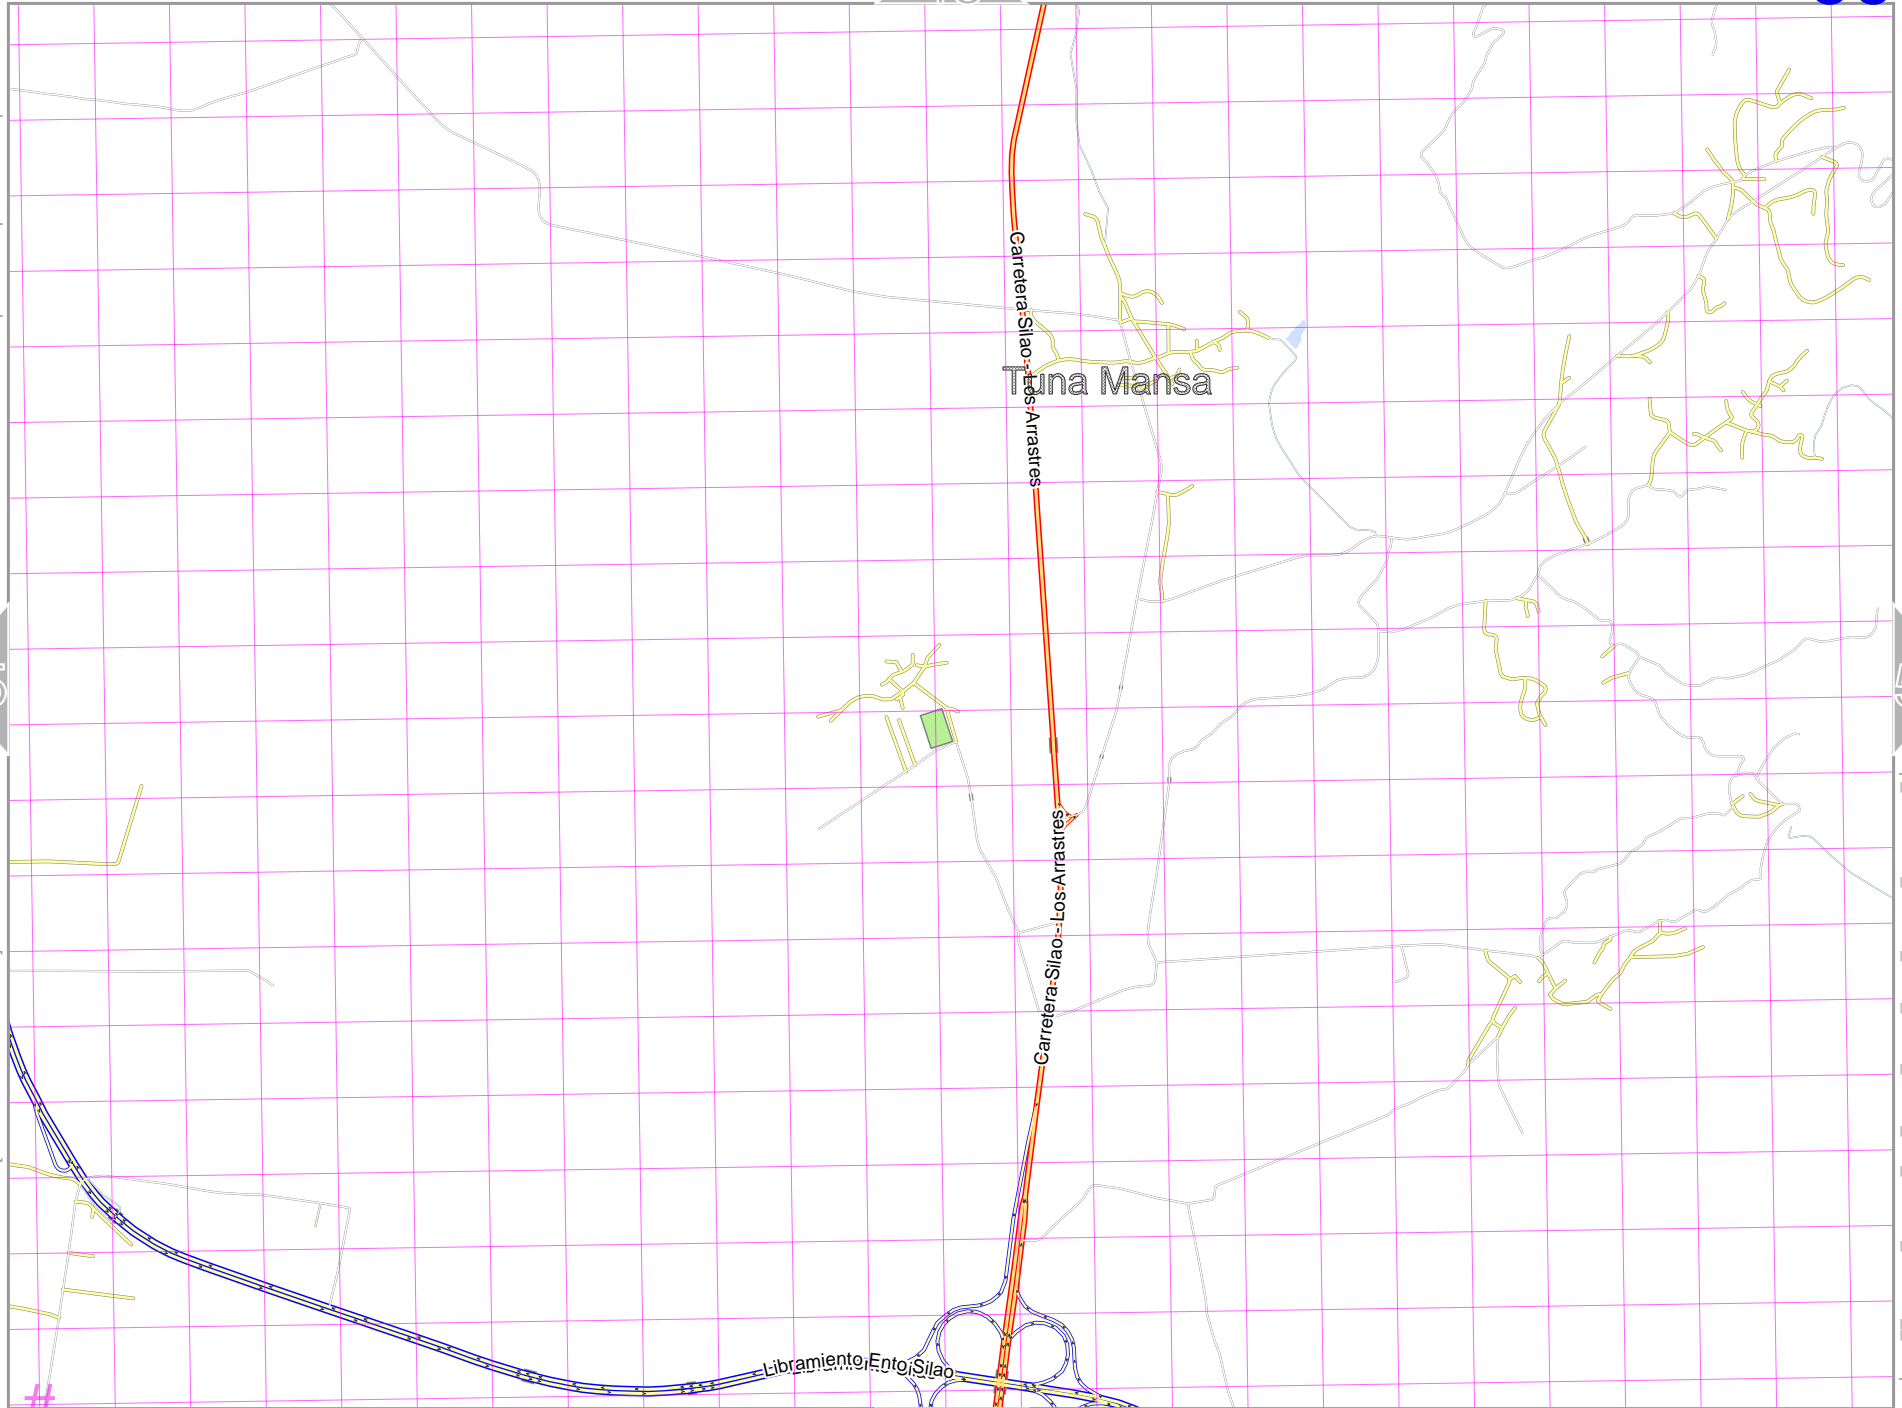 Carretera Silao - Los Arrastres
Tuna Mansa
Carretera Silao - Los Arrastres
Libramiento Ento Silao
#